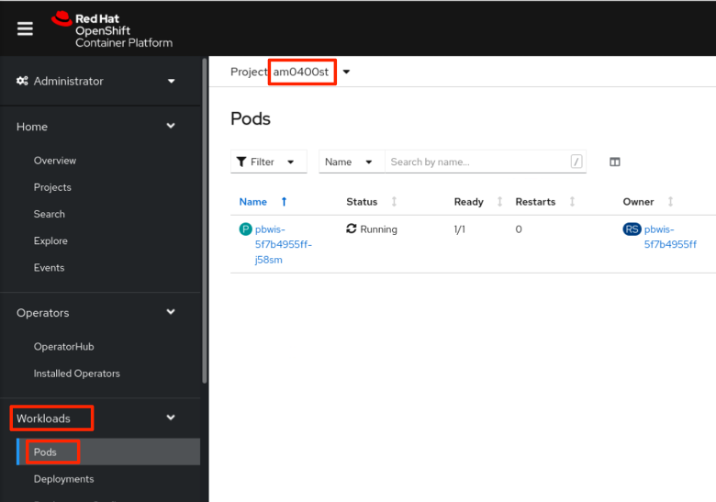 Red Hat
OpenShift
Container Platform
Administrator
Home
Overview
Projects
Search
Explore
Events
Operators
OperatorHub
Installed Operators
Workloads
Pods
Deployments
Project: am0400st
Pods
Filter Name Search by name... /
Name Status Ready Restarts Owner
P pbwis-5f7b4955ff-j58sm Running 1/1 0 RS pbwis-5f7b4955ff